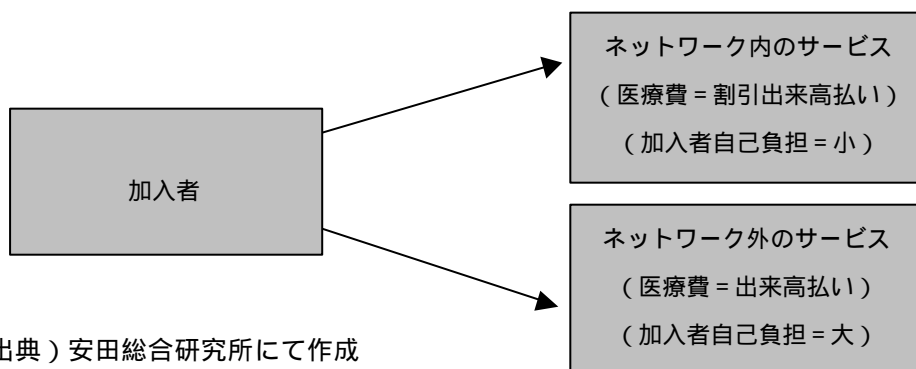 ネットワーク内のサービス
(医療費=割引出来高払い)
(加入者自己負担=小)
加入者
ネットワーク外のサービス
(医療費=出来高払い)
(加入者自己負担=大)
出典)安田総合研究所にて作成